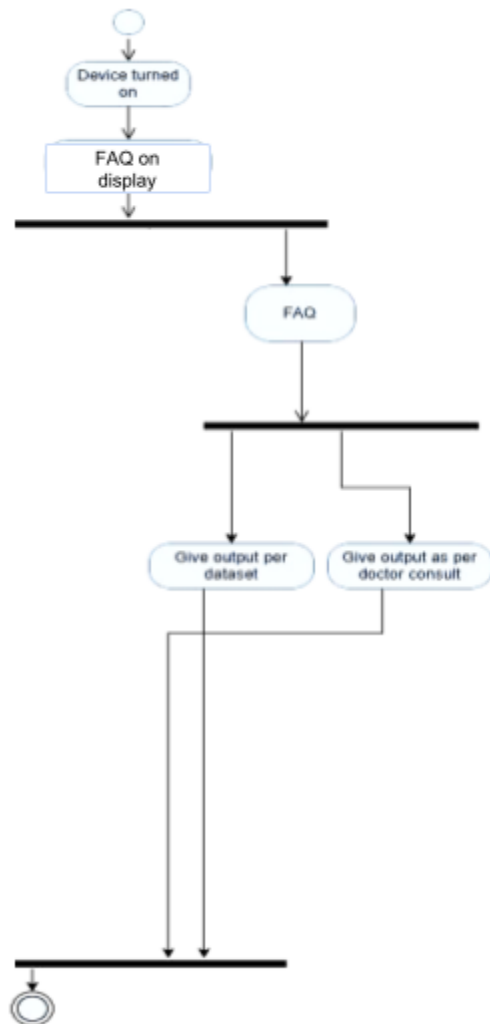 Device turned
on
FAQ on
display
FAQ
Give output per
dataset
Give output as per
doctor consult